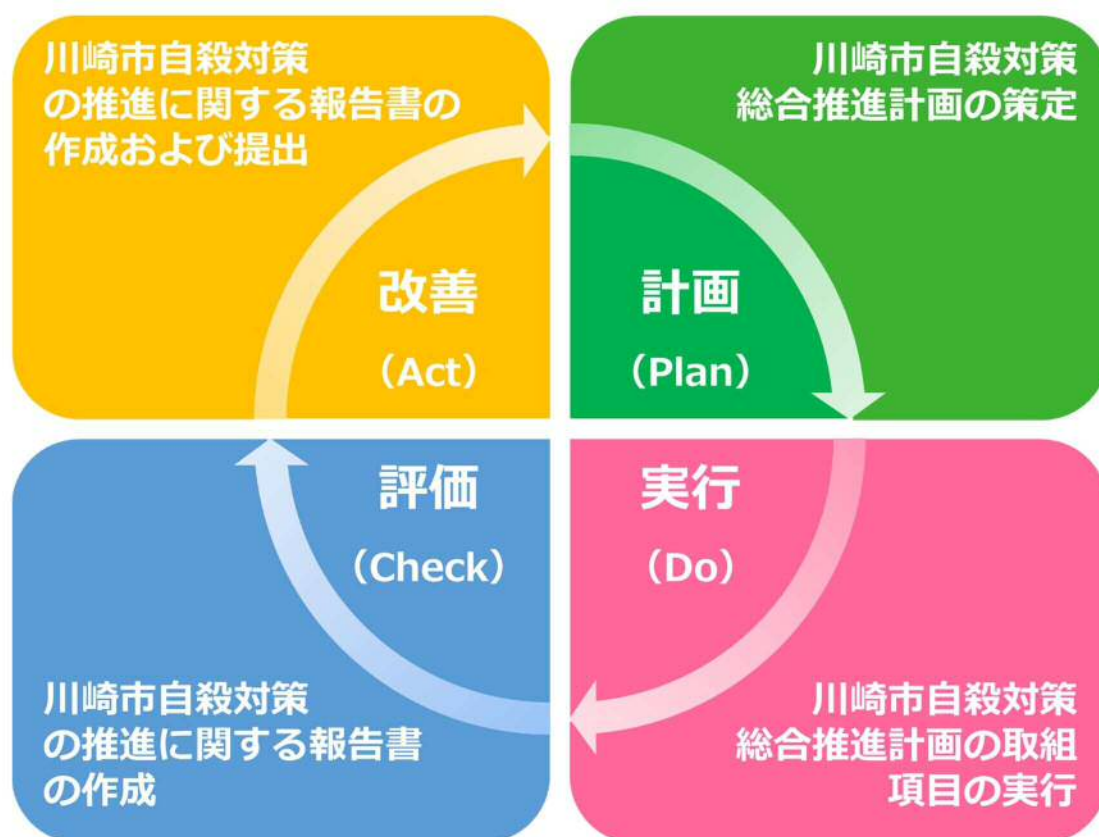 川崎市自殺対策
の推進に関する報告書の
作成および提出
改善
（Act）
川崎市自殺対策
総合推進計画の策定
計画
（Plan）
評価
（Check）
川崎市自殺対策
の推進に関する報告書
の作成
実行
（Do）
川崎市自殺対策
総合推進計画の取組
項目の実行